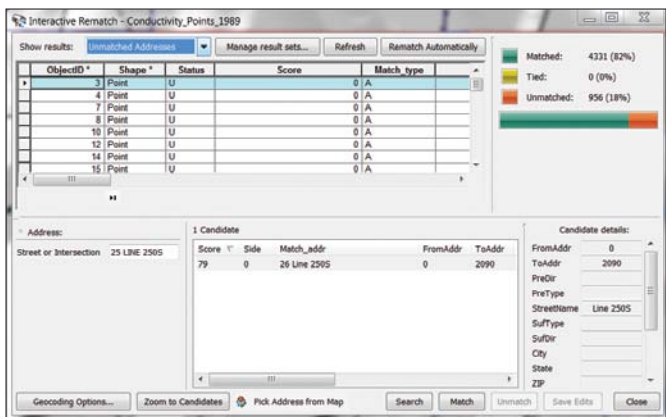 Interactive Rematch - Conductivity_Points_1989
Show results: Unmatched Addresses Manage result sets... Refresh Rematch Automatically
ObjectID * Shape * Status Score Match_type
3 Point U 0 A
4 Point U 0 A
7 Point U 0 A
8 Point U 0 A
10 Point U 0 A
12 Point U 0 A
14 Point U 0 A
15 Point U 0 A
Matched: 4331 (82%)
Tied: 0 (0%)
Unmatched: 956 (18%)
Address:
Street or Intersection 25 LINE 250S
1 Candidate
Score Side Match_addr FromAddr ToAddr
79 0 26 Line 250S 0 2090
Candidate details:
FromAddr 0
ToAddr 2090
PreDir
PreType
StreetName Line 250S
SufType
SufDir
City
State
ZIP
Geocoding Options... Zoom to Candidates Pick Address from Map Search Match Unmatch Save Edits Close